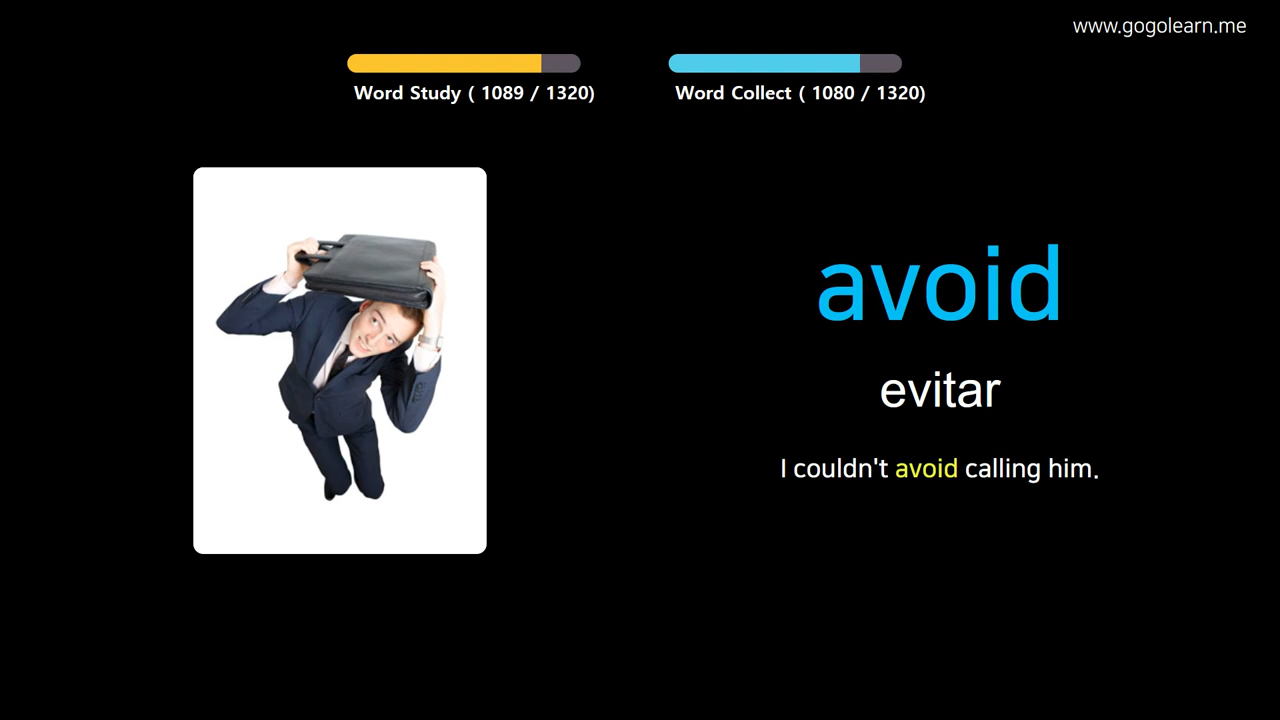 www.gogolearn.me
Word Study ( 1089 / 1320)
Word Collect ( 1080 / 1320)
avoid
evitar
I couldn't avoid calling him.